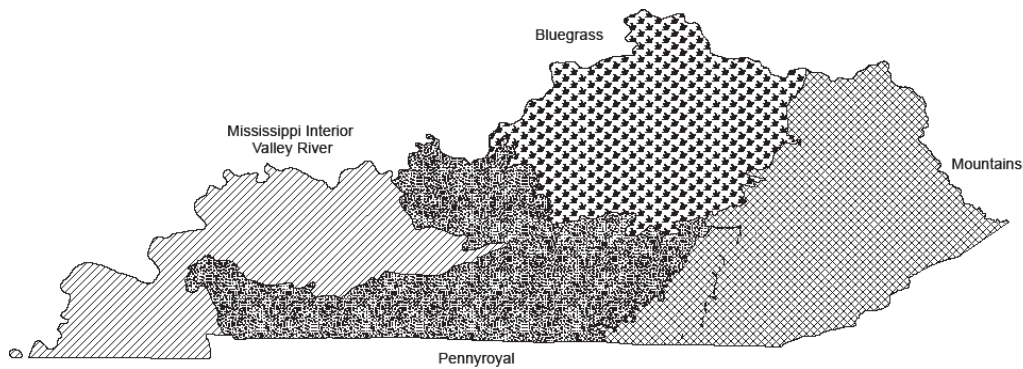 Bluegrass
Mississippi Interior
Valley River
Mountains
Pennyroyal